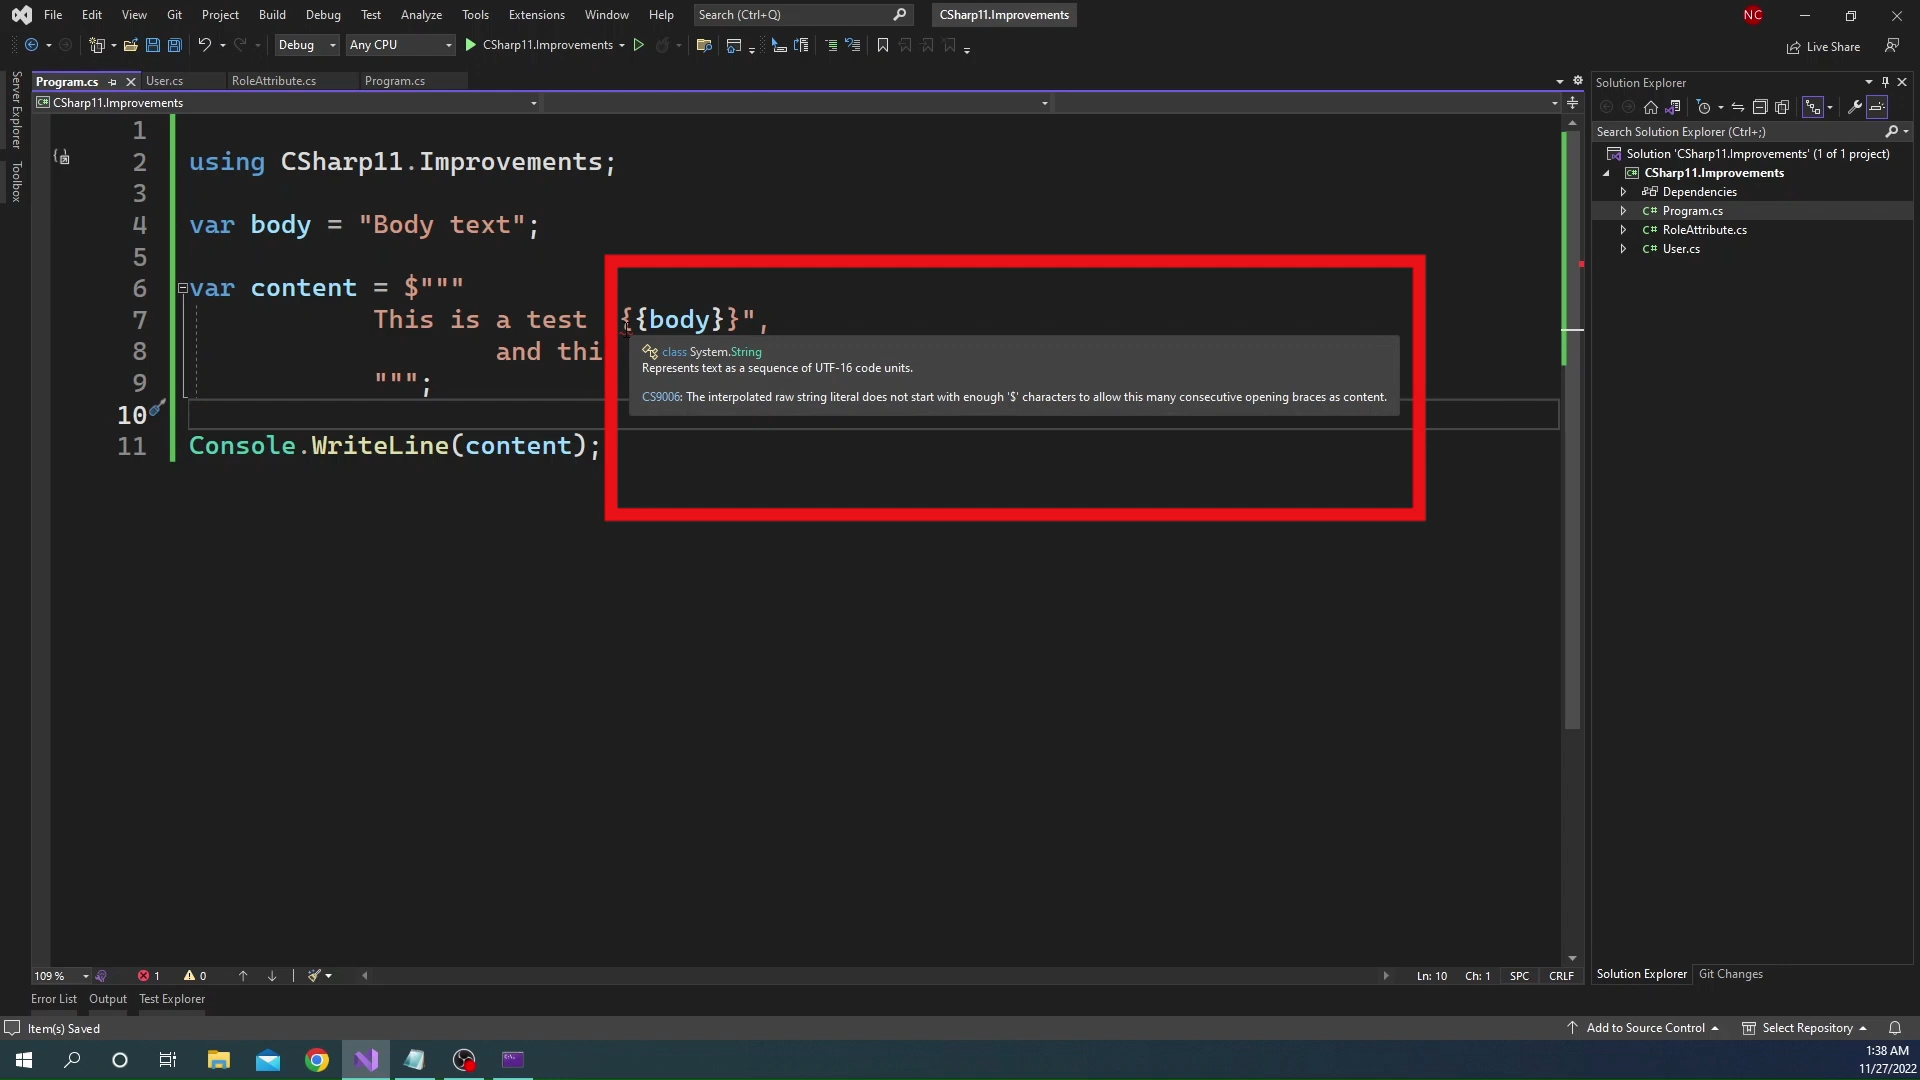 File Edit View Git Project Build Debug Test Analyze Tools Extensions Window Help Search (Ctrl+Q) CSharp11.Improvements NC
Debug Any CPU CSharp11.Improvements Live Share
Program.cs User.cs RoleAttribute.cs Program.cs
CSharp11.Improvements
Server Explorer
Toolbox
1
2 using CSharp11.Improvements;
3
4 var body = "Body text";
5
6 var content = $"""
7 This is a test {{body}}",
8 and thi
9 """;
10
11 Console.WriteLine(content);
class System.String
Represents text as a sequence of UTF-16 code units.
CS9006: The interpolated raw string literal does not start with enough '$' characters to allow this many consecutive opening braces as content.
Solution Explorer
Search Solution Explorer (Ctrl+;)
Solution 'CSharp11.Improvements' (1 of 1 project)
C# CSharp11.Improvements
Dependencies
C# Program.cs
C# RoleAttribute.cs
C# User.cs
109 % 1 0 Ln: 10 Ch: 1 SPC CRLF
Solution Explorer Git Changes
Error List Output Test Explorer
Item(s) Saved Add to Source Control Select Repository
1:38 AM
11/27/2022